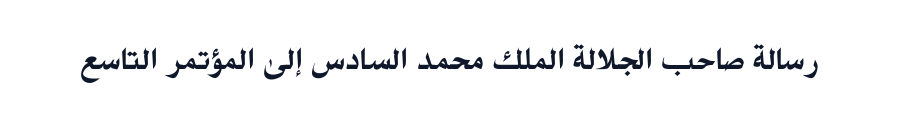 رسالة صاحب الجلالة الملك محمد السادس إلى المؤتمر التاسع